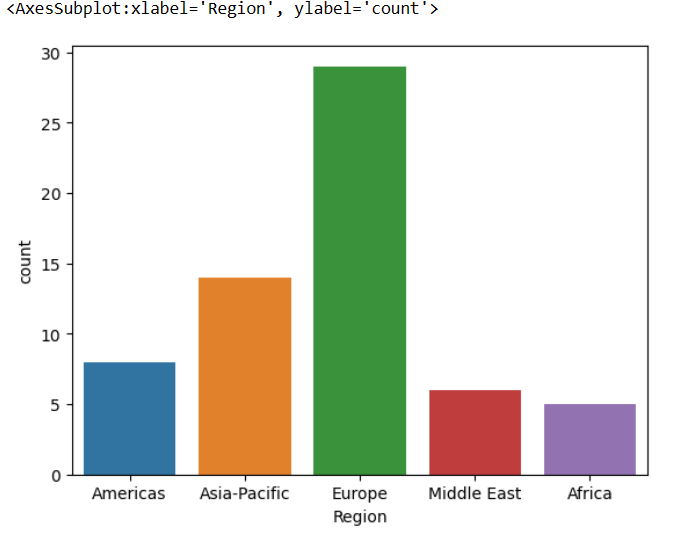 <AxesSubplot:xlabel='Region', ylabel='count'>
30
25
20
15
10
5
0
count
Americas Asia-Pacific Europe Middle East Africa
Region